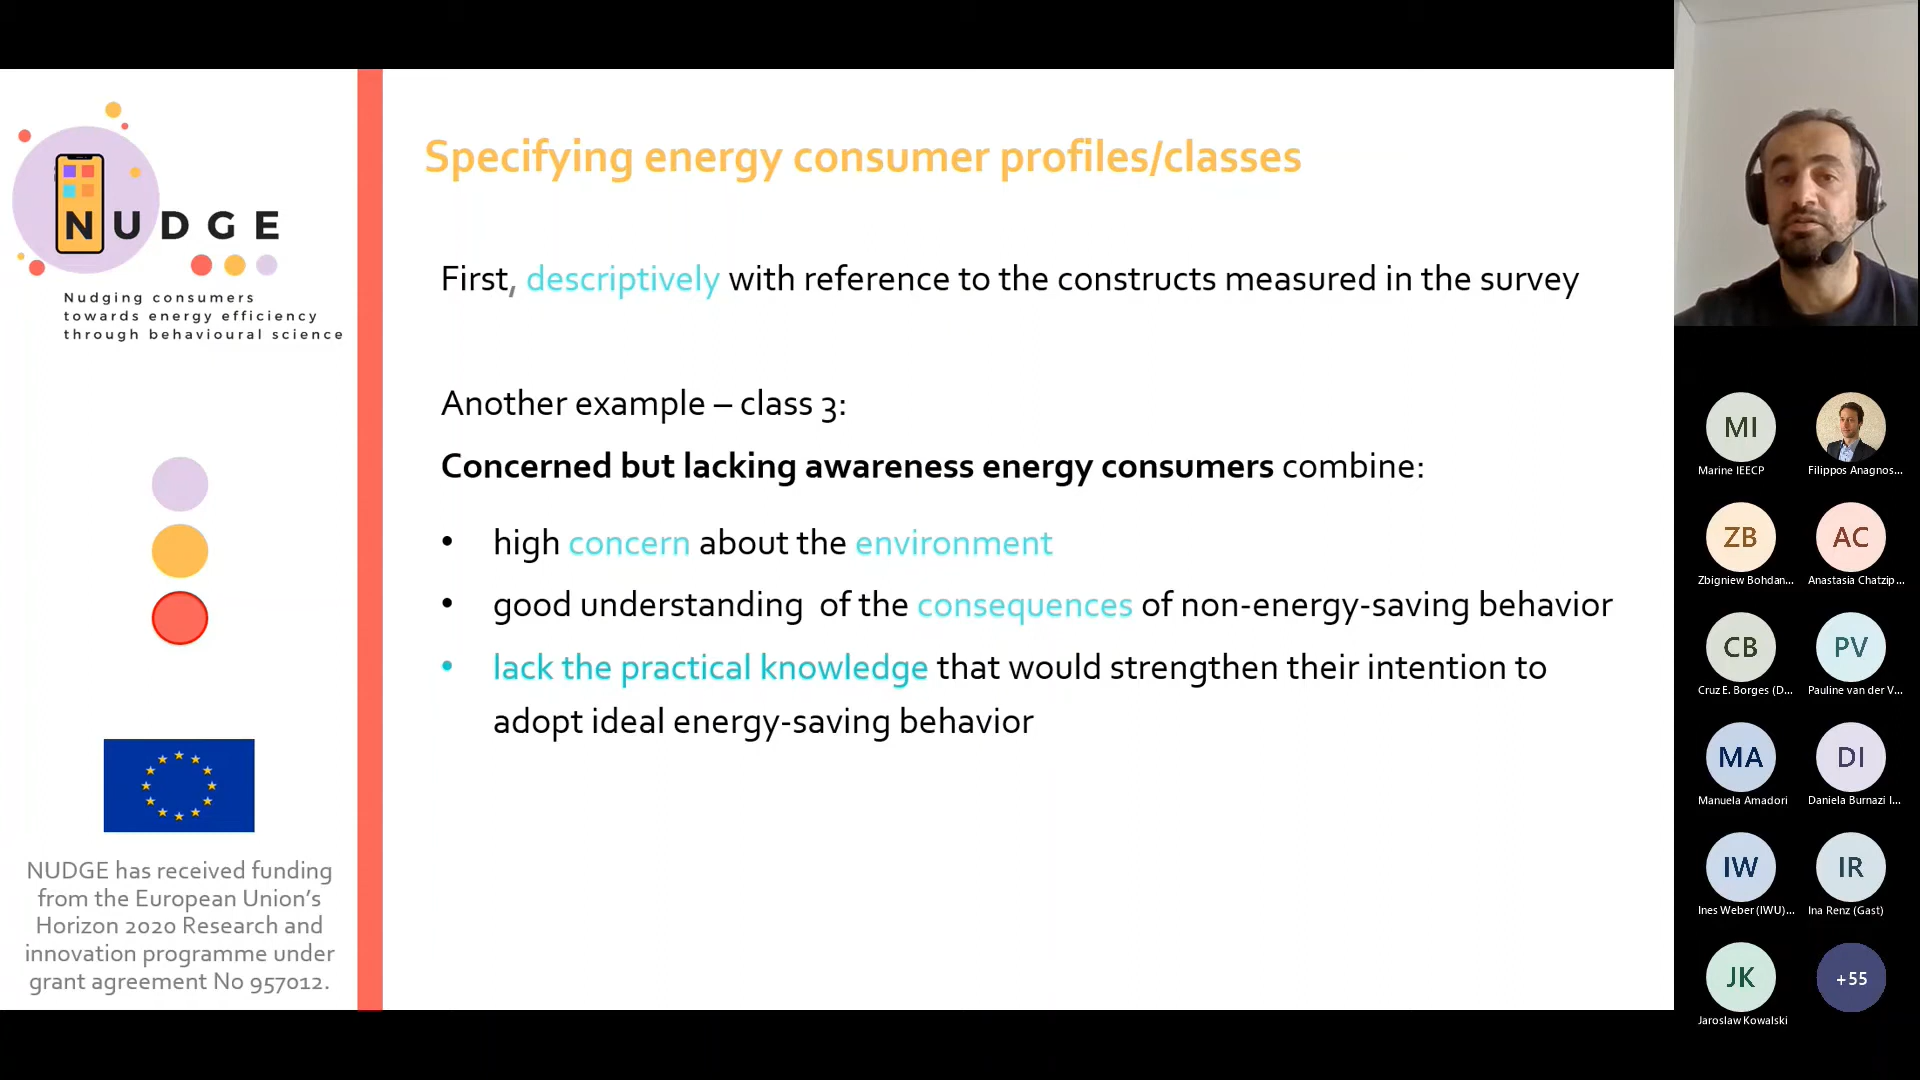 NUDGE
Nudging consumers
towards energy efficiency
through behavioural science
NUDGE has received funding
from the European Union's
Horizon 2020 Research and
innovation programme under
grant agreement No 957012.
Specifying energy consumer profiles/classes
First, descriptively with reference to the constructs measured in the survey
Another example – class 3:
Concerned but lacking awareness energy consumers combine:
• high concern about the environment
• good understanding  of the consequences of non-energy-saving behavior
• lack the practical knowledge that would strengthen their intention to
adopt ideal energy-saving behavior
MI
Marine IEECP
Filippos Anagnos...
ZB
Zbigniew Bohdan...
AC
Anastasia Chatzip...
CB
Cruz E. Borges (D...
PV
Pauline van der V...
MA
Manuela Amadori
DI
Daniela Burnazi I...
IW
Ines Weber (IWU)...
IR
Ina Renz (Gast)
JK
Jaroslaw Kowalski
+55